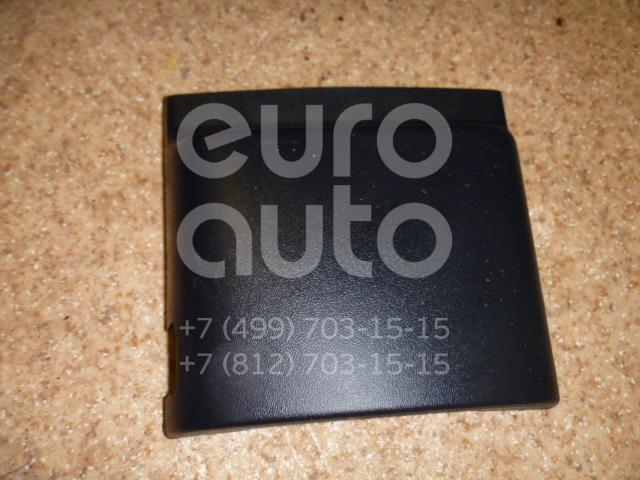 euro
auto
+7 (499) 703-15-15
+7 (812) 703-15-15